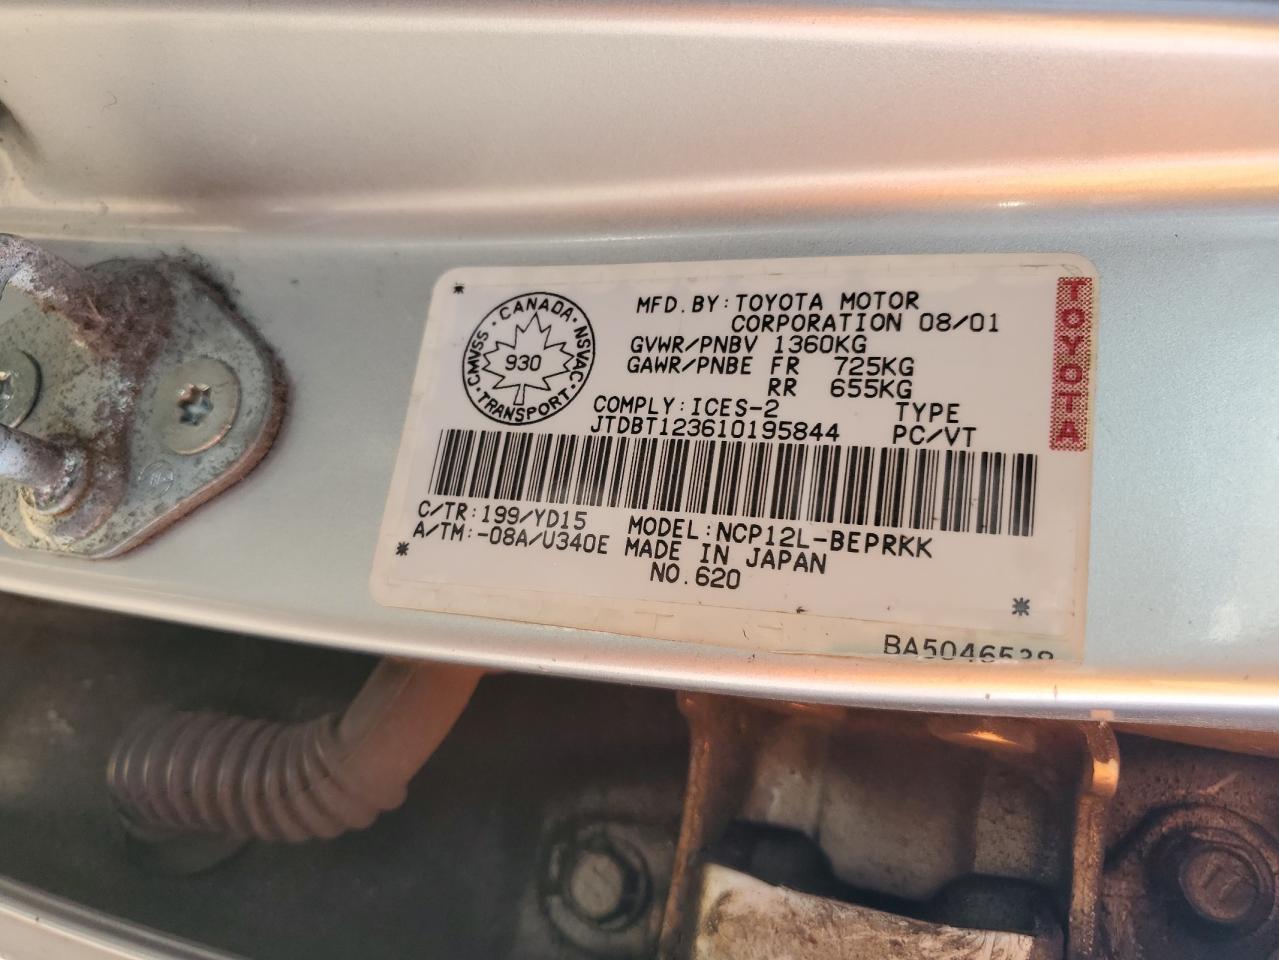 MFD. BY: TOYOTA MOTOR
CORPORATION 08/01
GVWR/PNBV 1360KG
GAWR/PNBE FR 725KG
RR 655KG
COMPLY: ICES-2 TYPE
JTDBT123610195844 PC/VT
CANADA · NSVAC · TRANSPORT · CMVSS ·
930
TOYOTA
C/TR: 199/YD15 MODEL: NCP12L-BEPRKK
A/TM: -08A/U340E MADE IN JAPAN
NO. 620